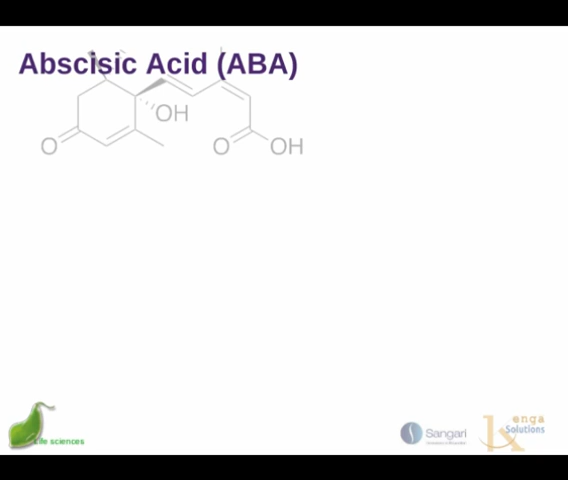 Abscisic Acid (ABA)
OH
O
O
OH
Life sciences
Sangari
enga
Solutions